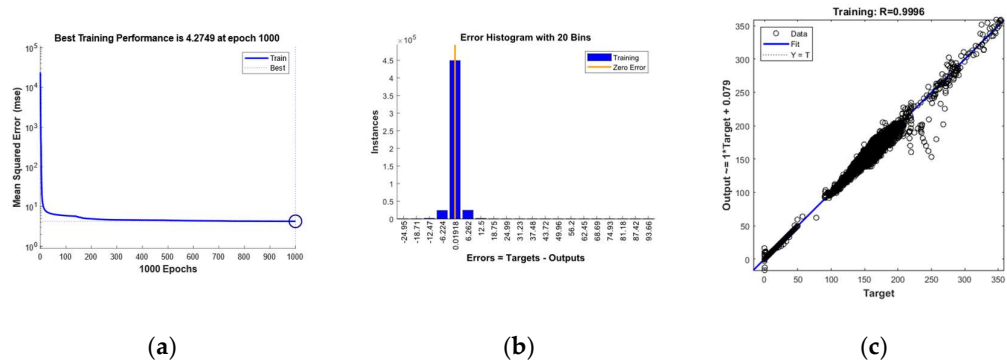 Best Training Performance is 4.2749 at epoch 1000
Train
Best
10^5
10^4
10^3
10^2
10^1
10^0
Mean Squared Error (mse)
0 100 200 300 400 500 600 700 800 900 1000
1000 Epochs
(a)
Error Histogram with 20 Bins
×10^5
Training
Zero Error
4.5
4
3.5
3
2.5
2
1.5
1
0.5
0
Instances
-24.95
-18.71
-12.47
-6.224
0.01918
6.262
12.5
18.75
24.99
31.23
37.48
43.72
49.96
56.2
62.45
68.69
74.93
81.18
87.42
93.66
Errors = Targets - Outputs
(b)
Training: R=0.9996
Data
Fit
Y = T
350
300
250
200
150
100
50
0
Output ~= 1*Target + 0.079
0 50 100 150 200 250 300 350
Target
(c)